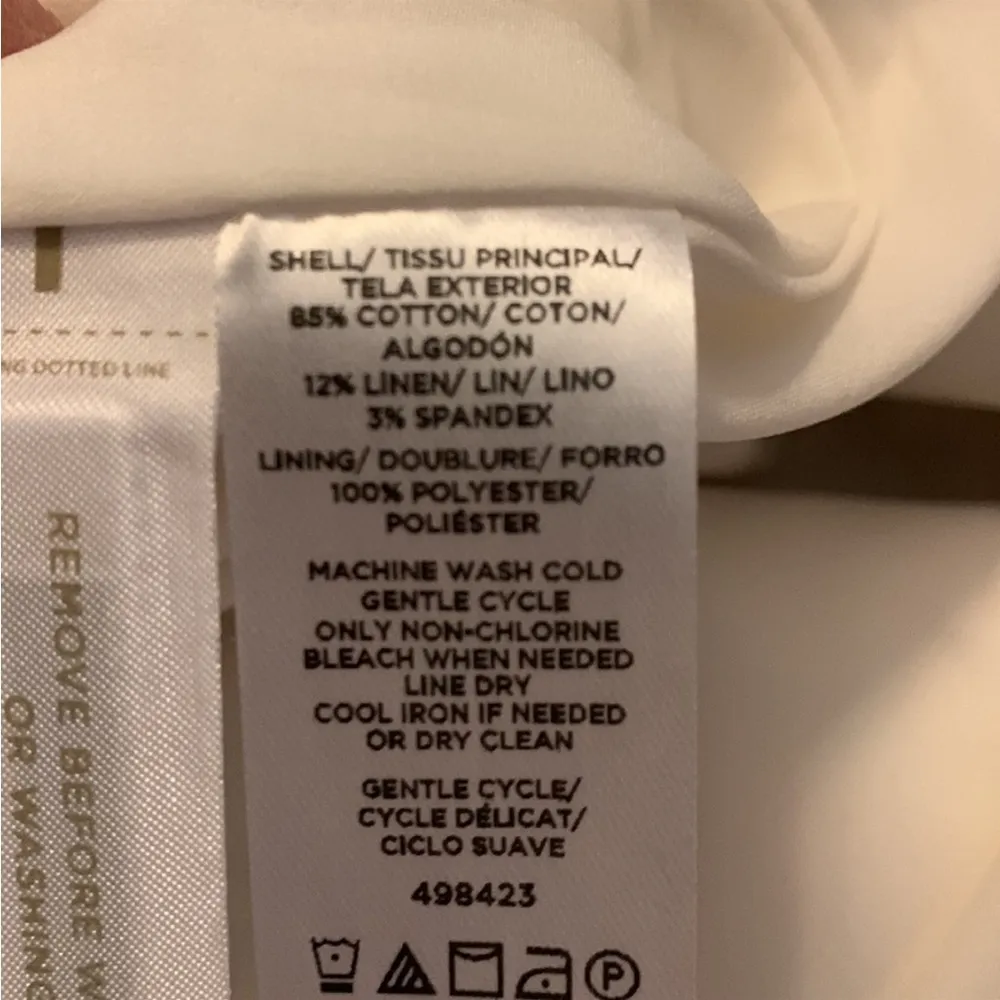 SHELL/ TISSU PRINCIPAL/
TELA EXTERIOR
85% COTTON/ COTON/
ALGODÓN
12% LINEN/ LIN/ LINO
3% SPANDEX
LINING/ DOUBLURE/ FORRO
100% POLYESTER/
POLIÉSTER
MACHINE WASH COLD
GENTLE CYCLE
ONLY NON-CHLORINE
BLEACH WHEN NEEDED
LINE DRY
COOL IRON IF NEEDED
OR DRY CLEAN
GENTLE CYCLE/
CYCLE DÉLICAT/
CICLO SUAVE
498423
P
DOTTED LINE
REMOVE BEFORE
OR WASHING